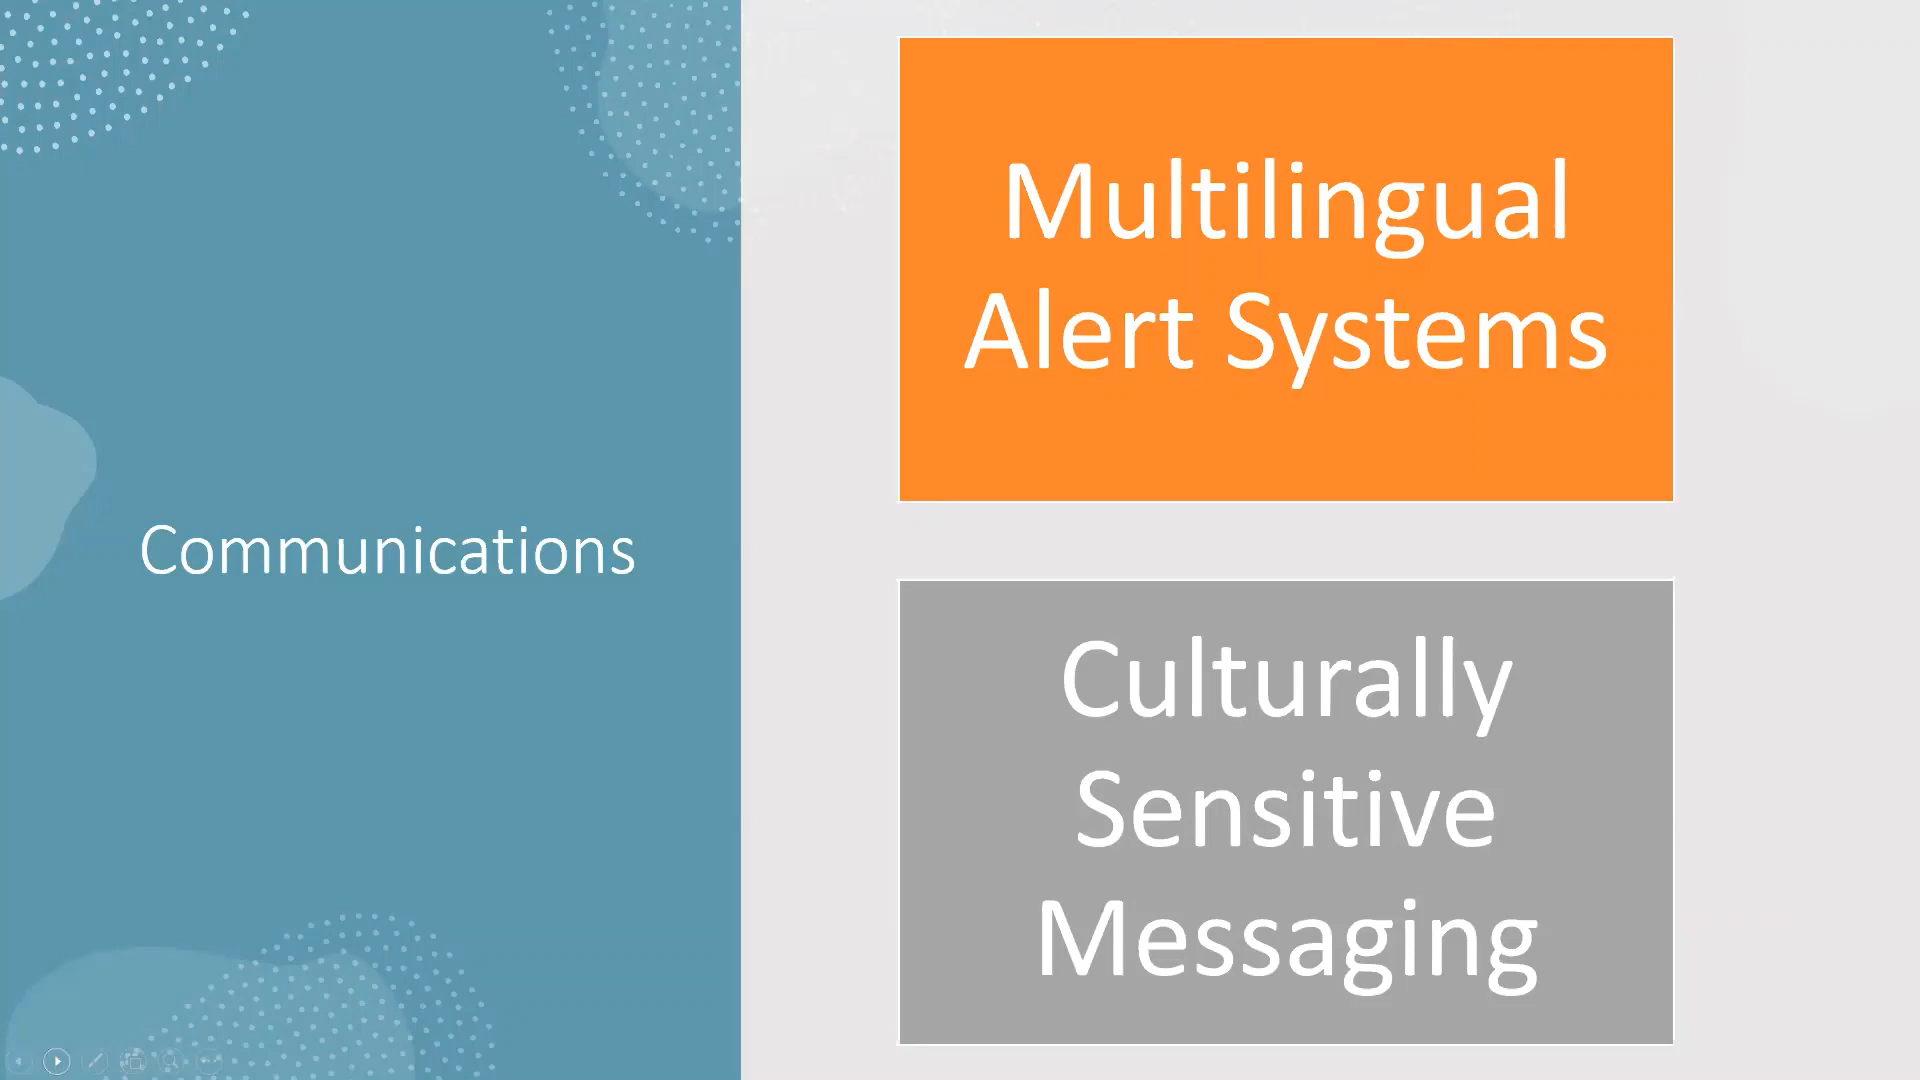 Communications
Multilingual
Alert Systems
Culturally
Sensitive
Messaging